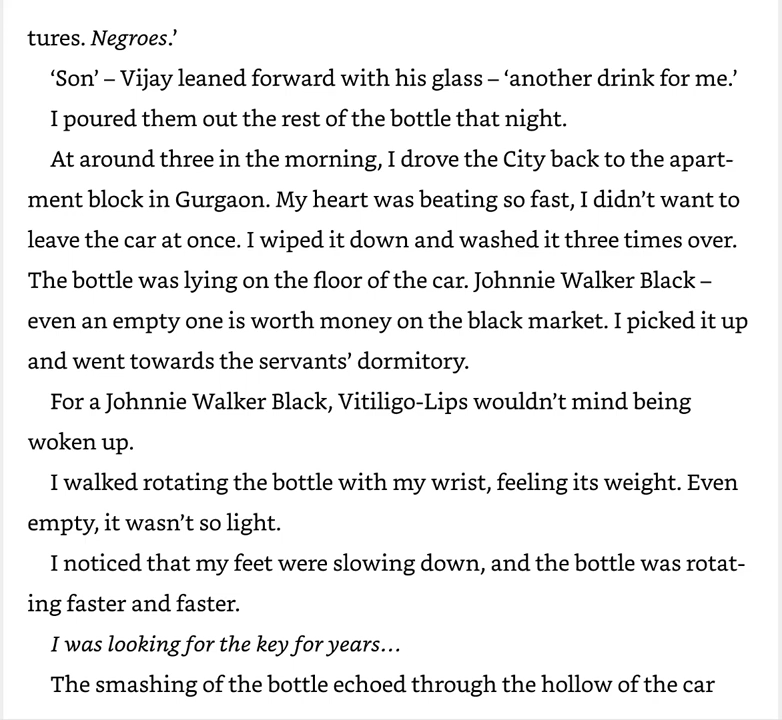 tures. Negroes.’
‘Son’ – Vijay leaned forward with his glass – ‘another drink for me.’
I poured them out the rest of the bottle that night.
At around three in the morning, I drove the City back to the apart-
ment block in Gurgaon. My heart was beating so fast, I didn’t want to
leave the car at once. I wiped it down and washed it three times over.
The bottle was lying on the floor of the car. Johnnie Walker Black –
even an empty one is worth money on the black market. I picked it up
and went towards the servants’ dormitory.
For a Johnnie Walker Black, Vitiligo-Lips wouldn’t mind being
woken up.
I walked rotating the bottle with my wrist, feeling its weight. Even
empty, it wasn’t so light.
I noticed that my feet were slowing down, and the bottle was rotat-
ing faster and faster.
I was looking for the key for years…
The smashing of the bottle echoed through the hollow of the car